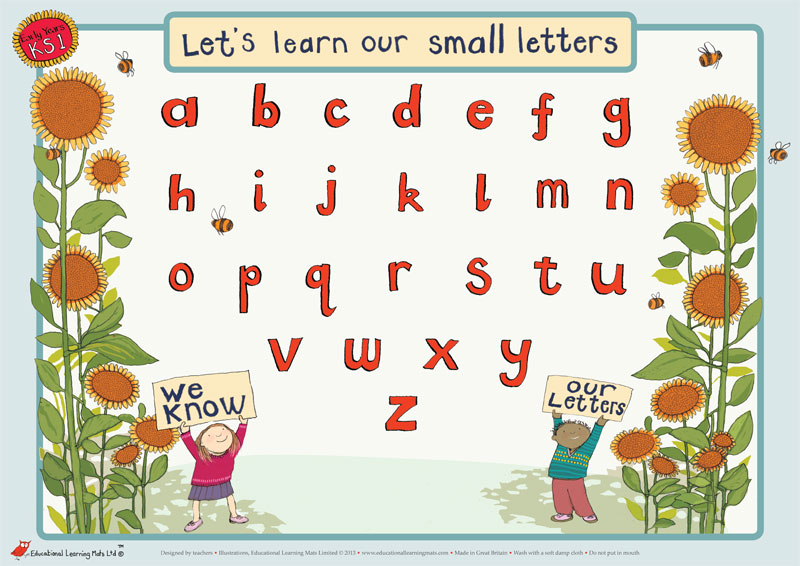 Early Years
KS1
Let's learn our small letters
a b c d e f g
h i j k l m n
o p q r s t u
v w x y
z
We
Know
our
Letters
Educational Learning Mats Ltd ©™
Designed by teachers • Illustrations, Educational Learning Mats Limited © 2013 • www.educationallearningmats.com • Made in Great Britain • Wash with a soft damp cloth • Do not put in mouth